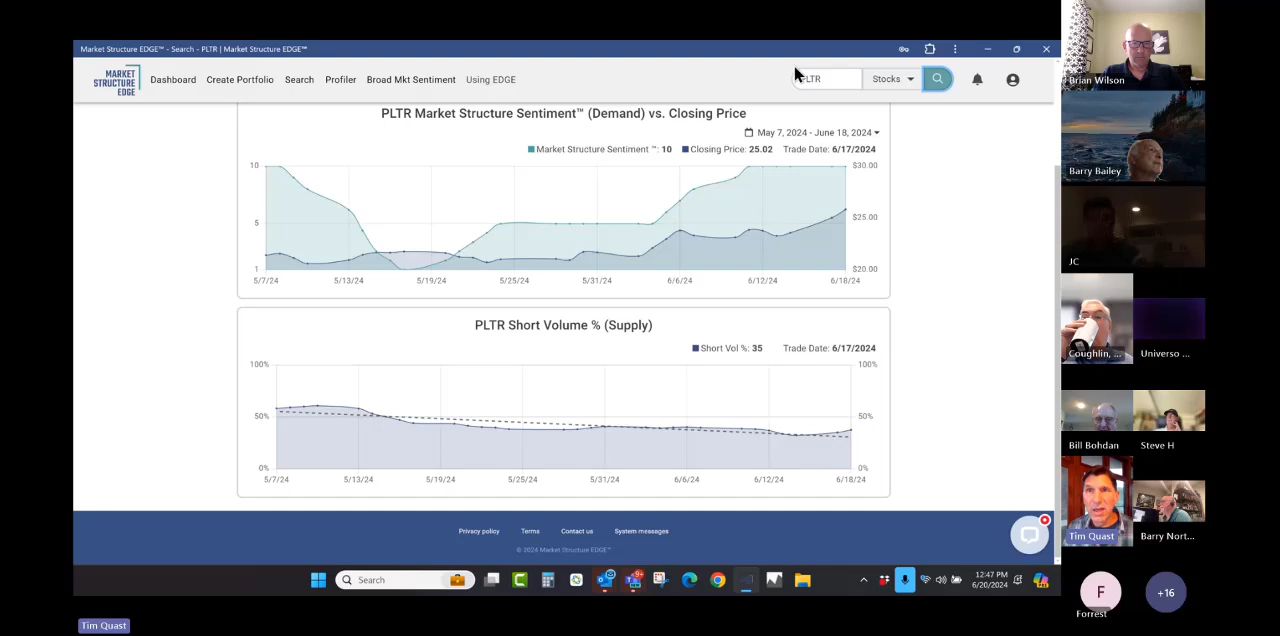 Market Structure EDGE™ - Search - PLTR | Market Structure EDGE™
MARKET STRUCTURE EDGE
Dashboard Create Portfolio Search Profiler Broad Mkt Sentiment Using EDGE
LTR Stocks
PLTR Market Structure Sentiment™ (Demand) vs. Closing Price
May 7, 2024 - June 18, 2024
Market Structure Sentiment ™: 10 Closing Price: 25.02 Trade Date: 6/17/2024
10 $30.00
5 $25.00
1 $20.00
5/7/24 5/13/24 5/19/24 5/25/24 5/31/24 6/6/24 6/12/24 6/18/24
PLTR Short Volume % (Supply)
Short Vol %: 35 Trade Date: 6/17/2024
100% 100%
50% 50%
0% 0%
5/7/24 5/13/24 5/19/24 5/25/24 5/31/24 6/6/24 6/12/24 6/18/24
Privacy policy Terms Contact us System messages
© 2024 Market Structure EDGE™
Search
9+
12:47 PM
6/20/2024
Tim Quast
Brian Wilson
Barry Bailey
JC
Coughlin, ... Universo ...
Bill Bohdan Steve H
Tim Quast Barry Nort...
F +16
Forrest